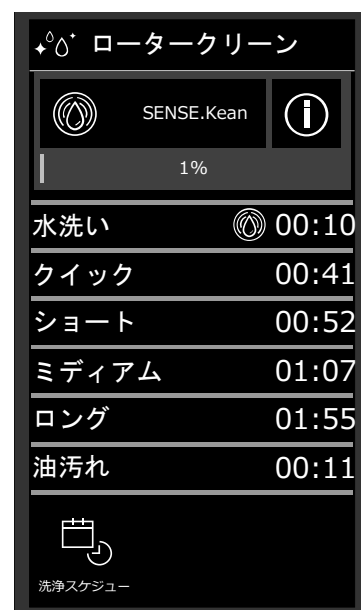 ロータークリーン
SENSE.Kean
1%
水洗い 00:10
クイック 00:41
ショート 00:52
ミディアム 01:07
ロング 01:55
油汚れ 00:11
洗浄スケジュー